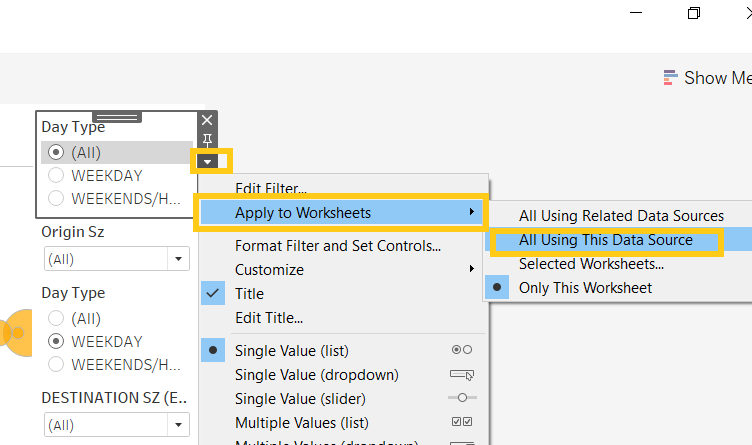 Show Me
Day Type
(All)
WEEKDAY
WEEKENDS/H...
Origin Sz
(All)
Day Type
(All)
WEEKDAY
WEEKENDS/H...
DESTINATION SZ (E..
(All)
Edit Filter...
Apply to Worksheets
Format Filter and Set Controls...
Customize
Title
Edit Title...
Single Value (list)
Single Value (dropdown)
Single Value (slider)
Multiple Values (list)
Multiple Values (dropdown)
All Using Related Data Sources
All Using This Data Source
Selected Worksheets...
Only This Worksheet